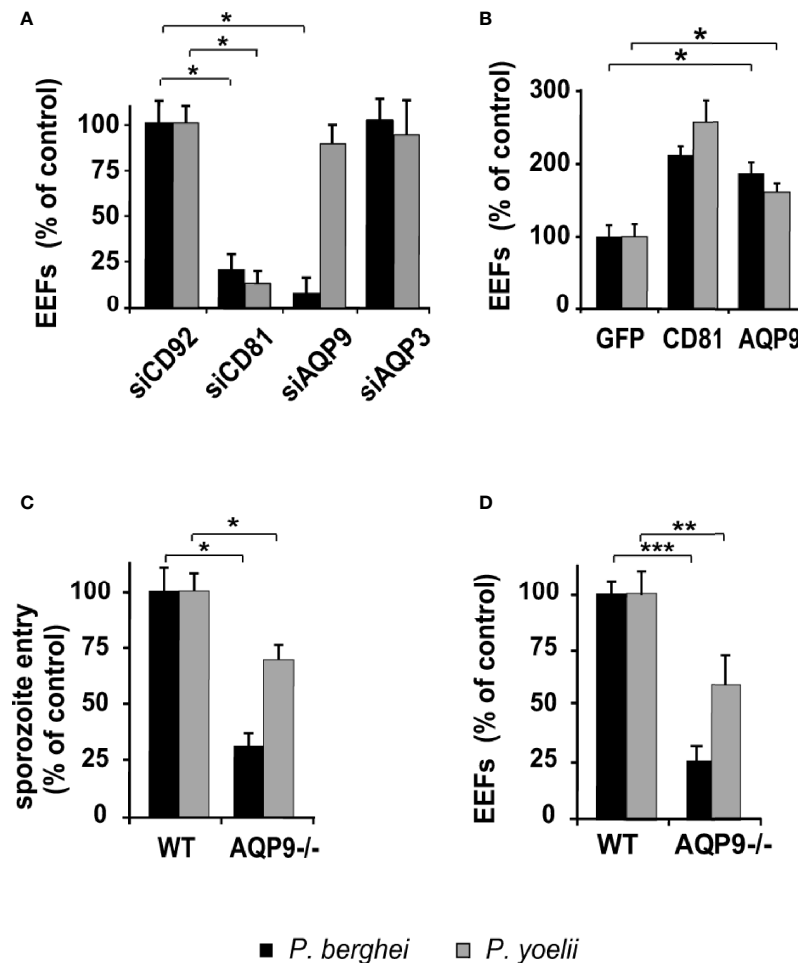 A
B
*
*
*
*
*
EEFs (% of control)
100
75
50
25
0
siCD92
siCD81
siAQP9
siAQP3
EEFs (% of control)
300
200
100
0
GFP CD81 AQP9
C
D
*
*
sporozoite entry
(% of control)
100
75
50
25
0
WT AQP9-/-
**
***
EEFs (% of control)
100
75
50
25
0
WT AQP9-/-
P. berghei P. yoelii